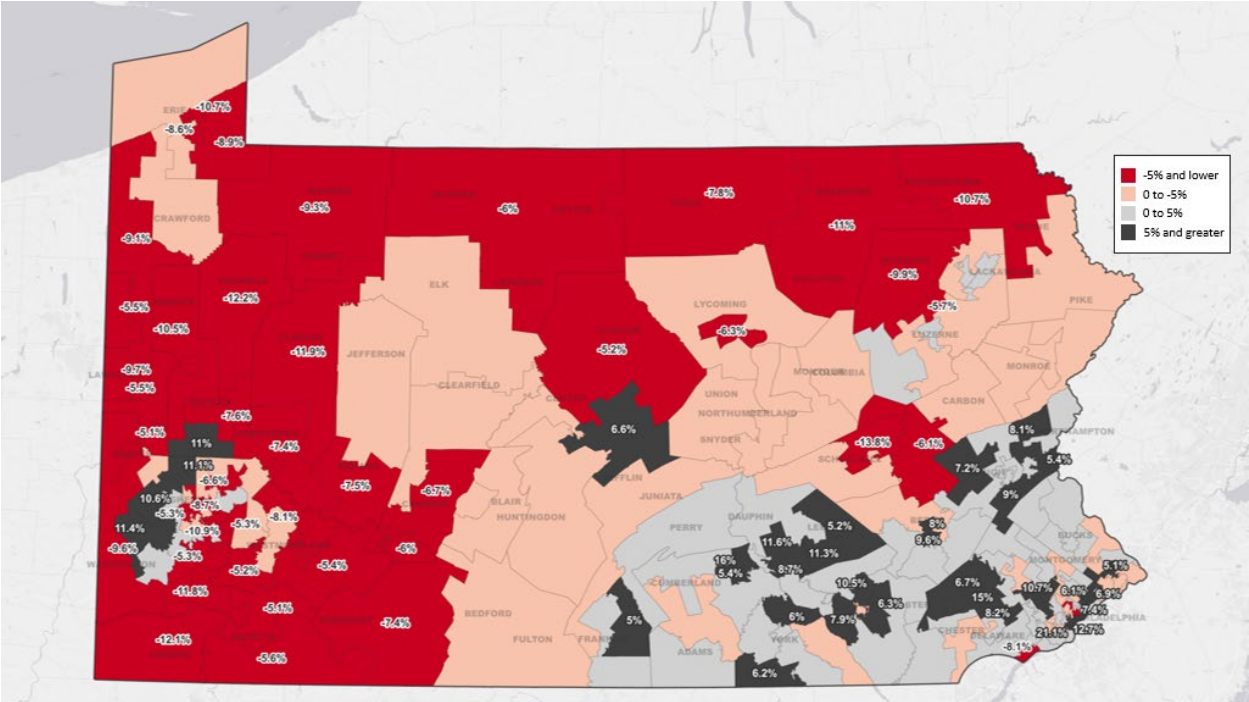 -5% and lower
0 to -5%
0 to 5%
5% and greater
ERIE
-10.7%
-8.6%
-8.9%
CRAWFORD
-9.3%
-6%
-7.8%
-10.7%
-9.1%
-11%
-9.9%
LACKAWANNA
ELK
-12.2%
-5.5%
-10.5%
LYCOMING
-5.7%
PIKE
-6.3%
LUZERNE
-11.9%
JEFFERSON
-5.2%
-9.7%
-5.5%
CLEARFIELD
COLUMBIA
MONROE
UNION
CARBON
-7.6%
NORTHUMBERLAND
-5.1%
11%
-7.4%
6.6%
SNYDER
-13.8%
-6.1%
8.1%
11.1%
-6.6%
-7.5%
-6.7%
7.2%
5.4%
10.6%
-8.7%
BLAIR
JUNIATA
9%
11.4%
-5.3%
-10.9%
-5.3%
-8.1%
HUNTINGDON
PERRY
DAUPHIN
5.2%
8%
9.6%
-9.6%
-5.3%
-6%
11.6%
11.3%
BUCKS
-5.4%
-5.2%
16%
5.4%
8.7%
MONTGOMERY
5.1%
-11.8%
CUMBERLAND
10.5%
6.7%
10.7%
6.1%
6.9%
-5.1%
-7.4%
BEDFORD
5%
6%
7.9%
6.3%
15%
8.2%
7.4%
-12.1%
FULTON
YORK
CHESTER
DELAWARE
21.1%
12.7%
-5.6%
ADAMS
6.2%
-8.1%